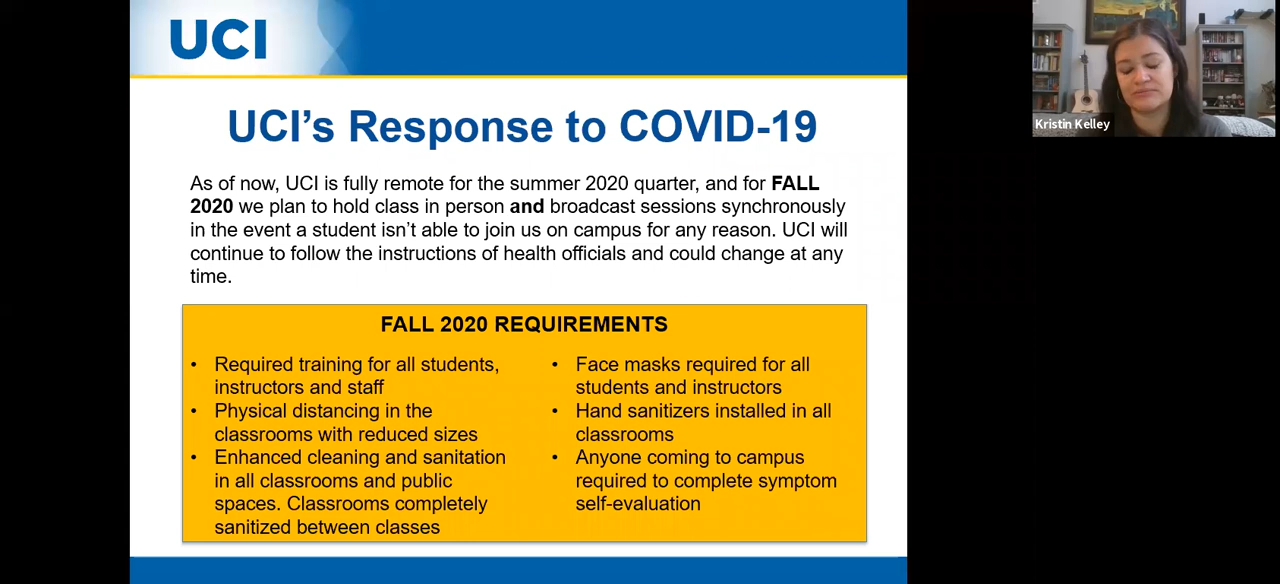 UCI
UCI's Response to COVID-19
As of now, UCI is fully remote for the summer 2020 quarter, and for FALL
2020 we plan to hold class in person and broadcast sessions synchronously
in the event a student isn't able to join us on campus for any reason. UCI will
continue to follow the instructions of health officials and could change at any
time.
FALL 2020 REQUIREMENTS
• Required training for all students,
instructors and staff
• Physical distancing in the
classrooms with reduced sizes
• Enhanced cleaning and sanitation
in all classrooms and public
spaces. Classrooms completely
sanitized between classes
• Face masks required for all
students and instructors
• Hand sanitizers installed in all
classrooms
• Anyone coming to campus
required to complete symptom
self-evaluation
Kristin Kelley